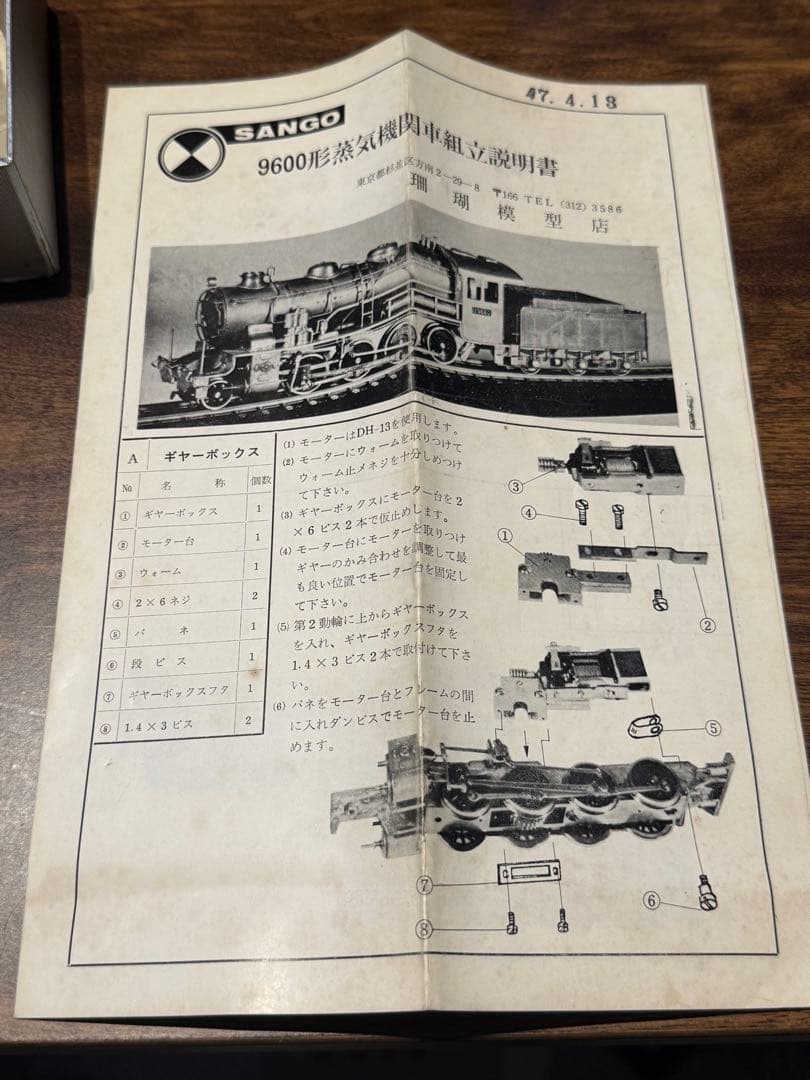 47.4.13
SANGO
9600形蒸気機関車組立説明書
東京都杉並区方南2-29-8 〒166 TEL (312) 3586
珊瑚模型店
A ギヤーボックス
№ 名称 個数
① ギヤーボックス 1
② モーター台 1
③ ウォーム 1
④ 2×6ネジ 2
⑤ バネ 1
⑥ 段ビス 1
⑦ ギヤーボックスフタ 1
⑧ 1.4×3ビス 2
(1) モーターはDH-13を使用します。
(2) モーターにウォームを取りつけて
ウォーム止メネジを十分しめつけ
て下さい。
(3) ギヤーボックスにモーター台を2
×6ビス2本で仮止めします。
(4) モーター台にモーターを取りつけ
ギヤーのかみ合わせを調整して最
も良い位置でモーター台を固定し
て下さい。
(5) 第2動輪に上からギヤーボックス
を入れ、ギヤーボックスフタを
1.4×3ビス2本で取付けて下さ
い。
(6) バネをモーター台とフレームの間
に入れダンビスでモーター台を止
めます。
③
④
①
②
⑤
⑦
⑥
⑧